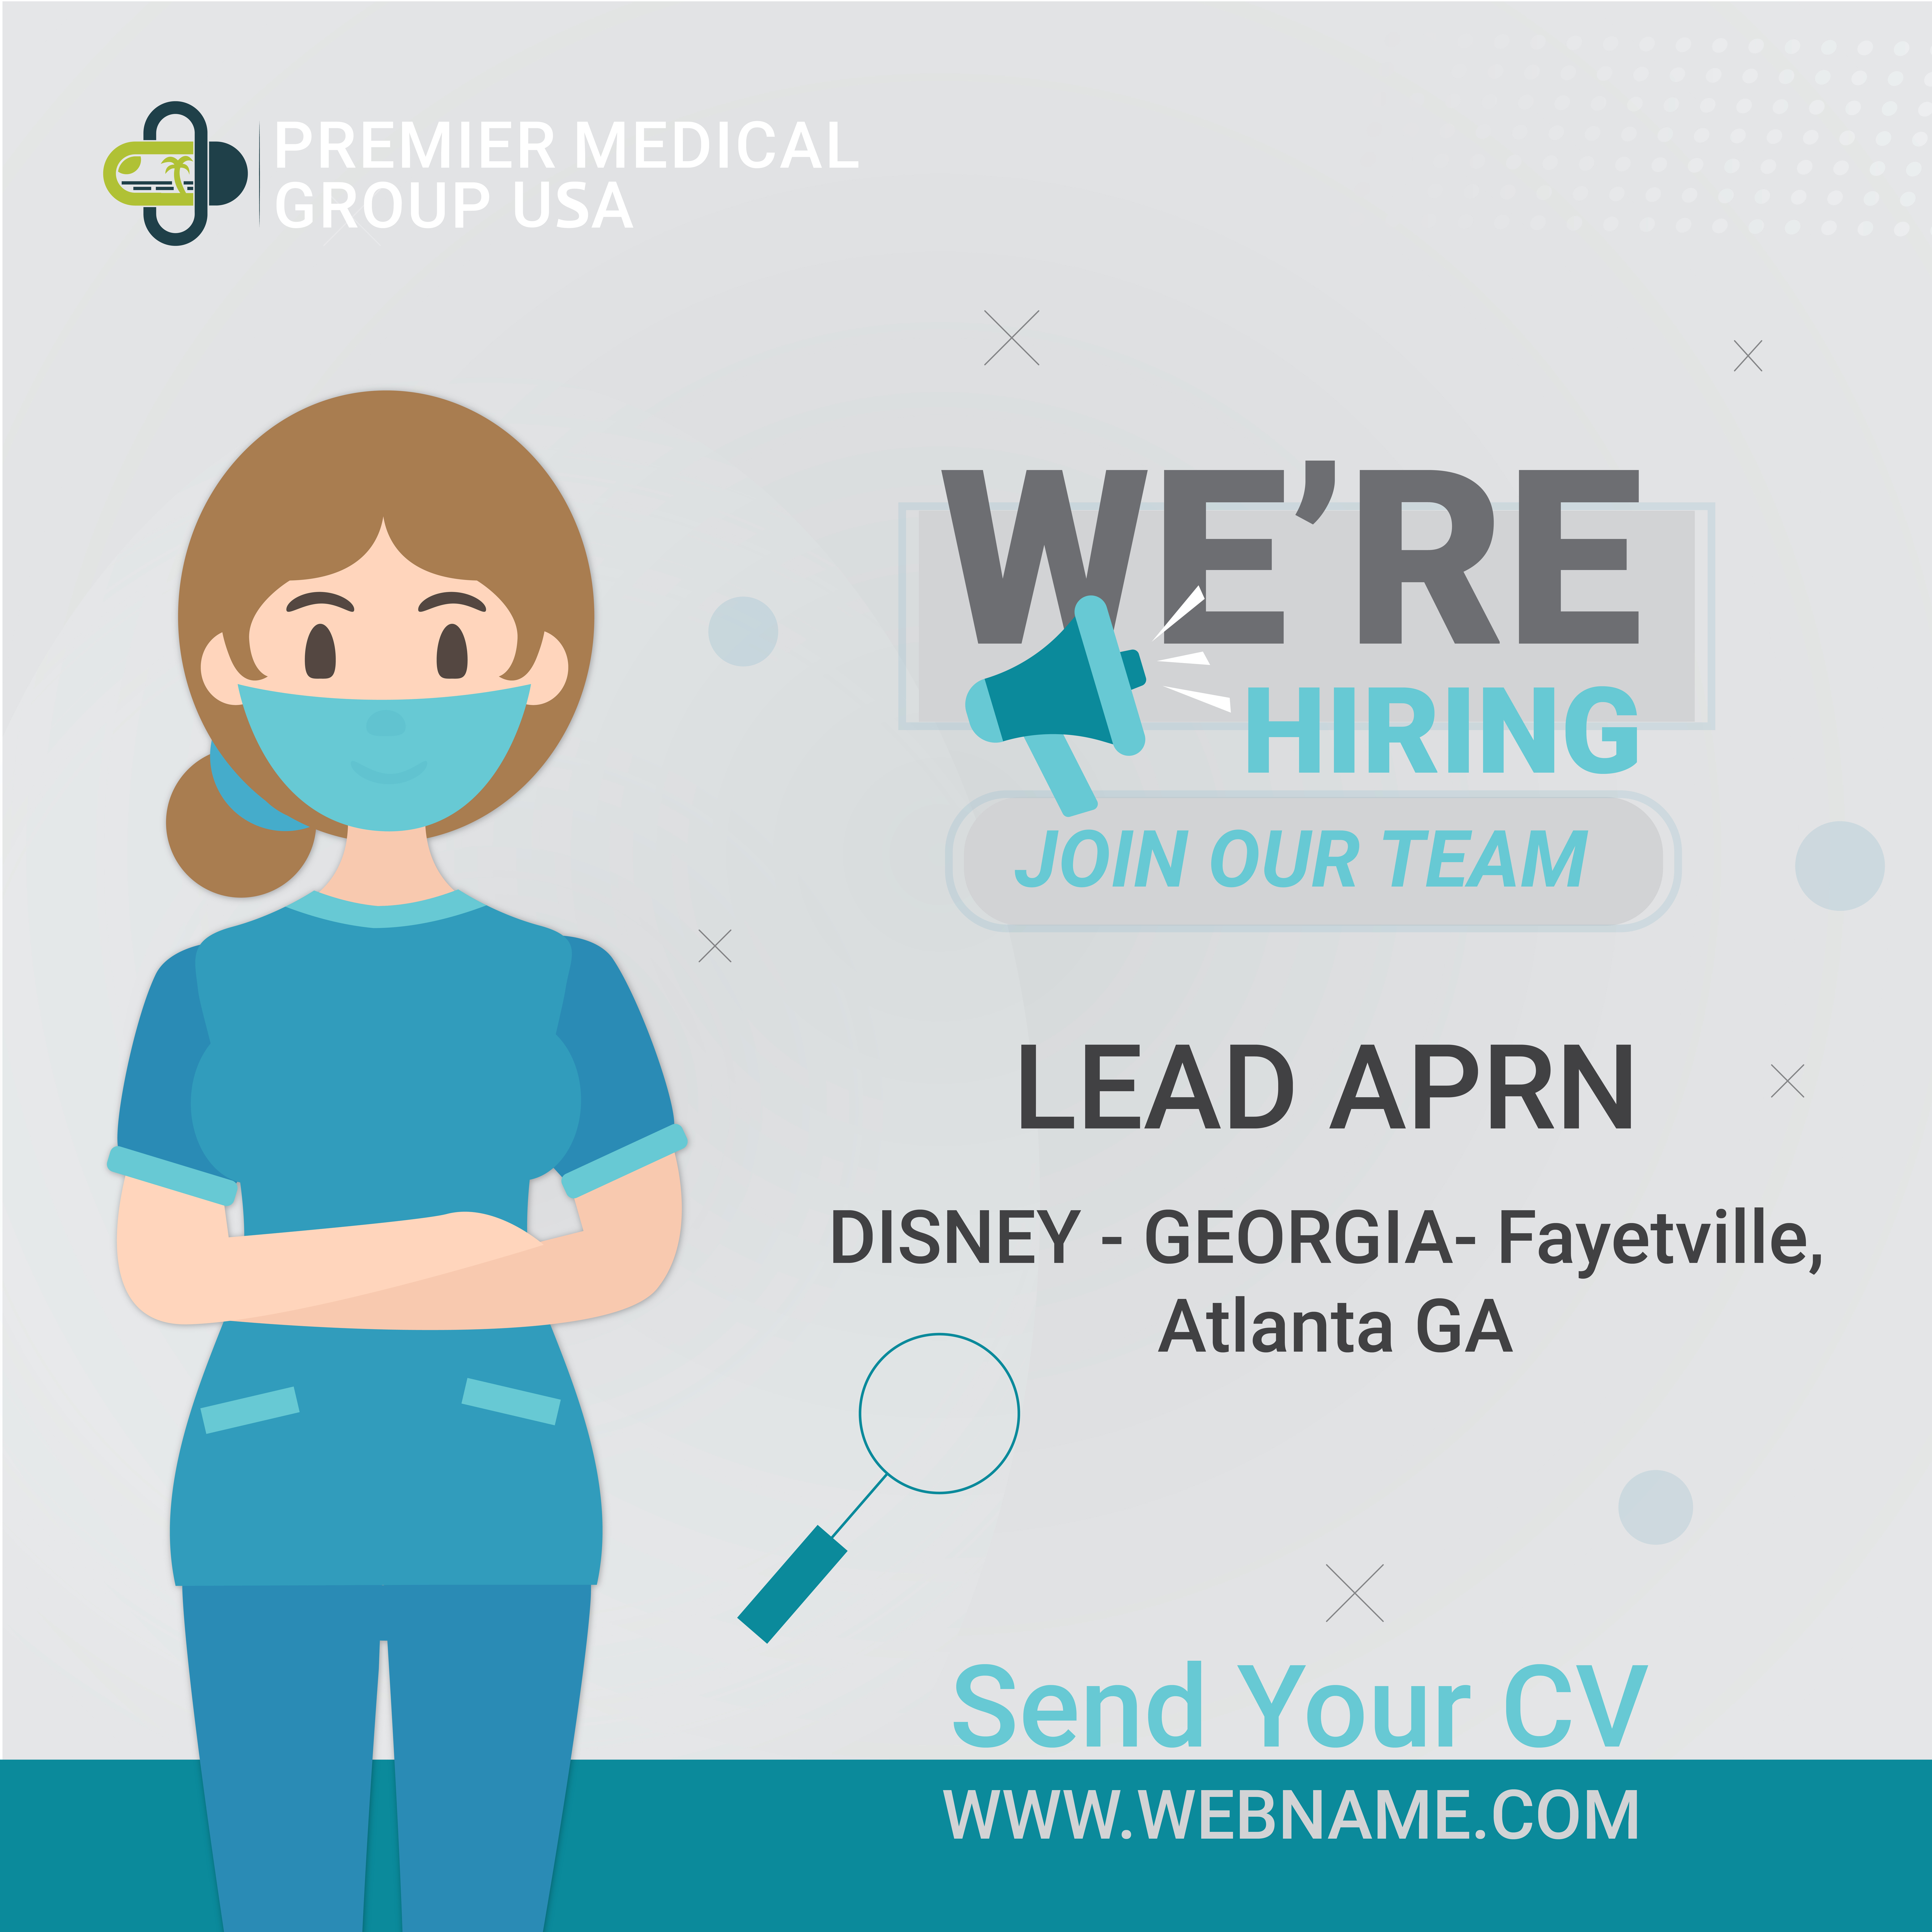 PREMIER MEDICAL
GROUP USA
WE’RE
HIRING
JOIN OUR TEAM
LEAD APRN
DISNEY - GEORGIA- Fayetville,
Atlanta GA
Send Your CV
WWW.WEBNAME.COM